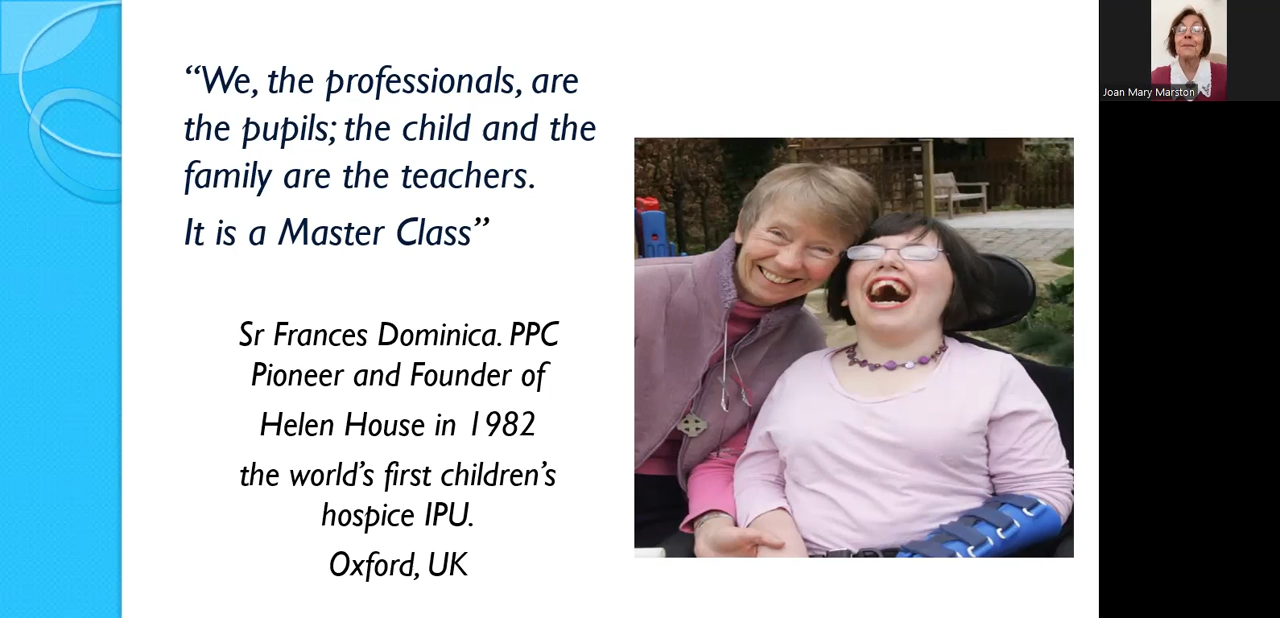 “We, the professionals, are
the pupils; the child and the
family are the teachers.
It is a Master Class”
Sr Frances Dominica. PPC
Pioneer and Founder of
Helen House in 1982
the world’s first children’s
hospice IPU.
Oxford, UK
Joan Mary Marston